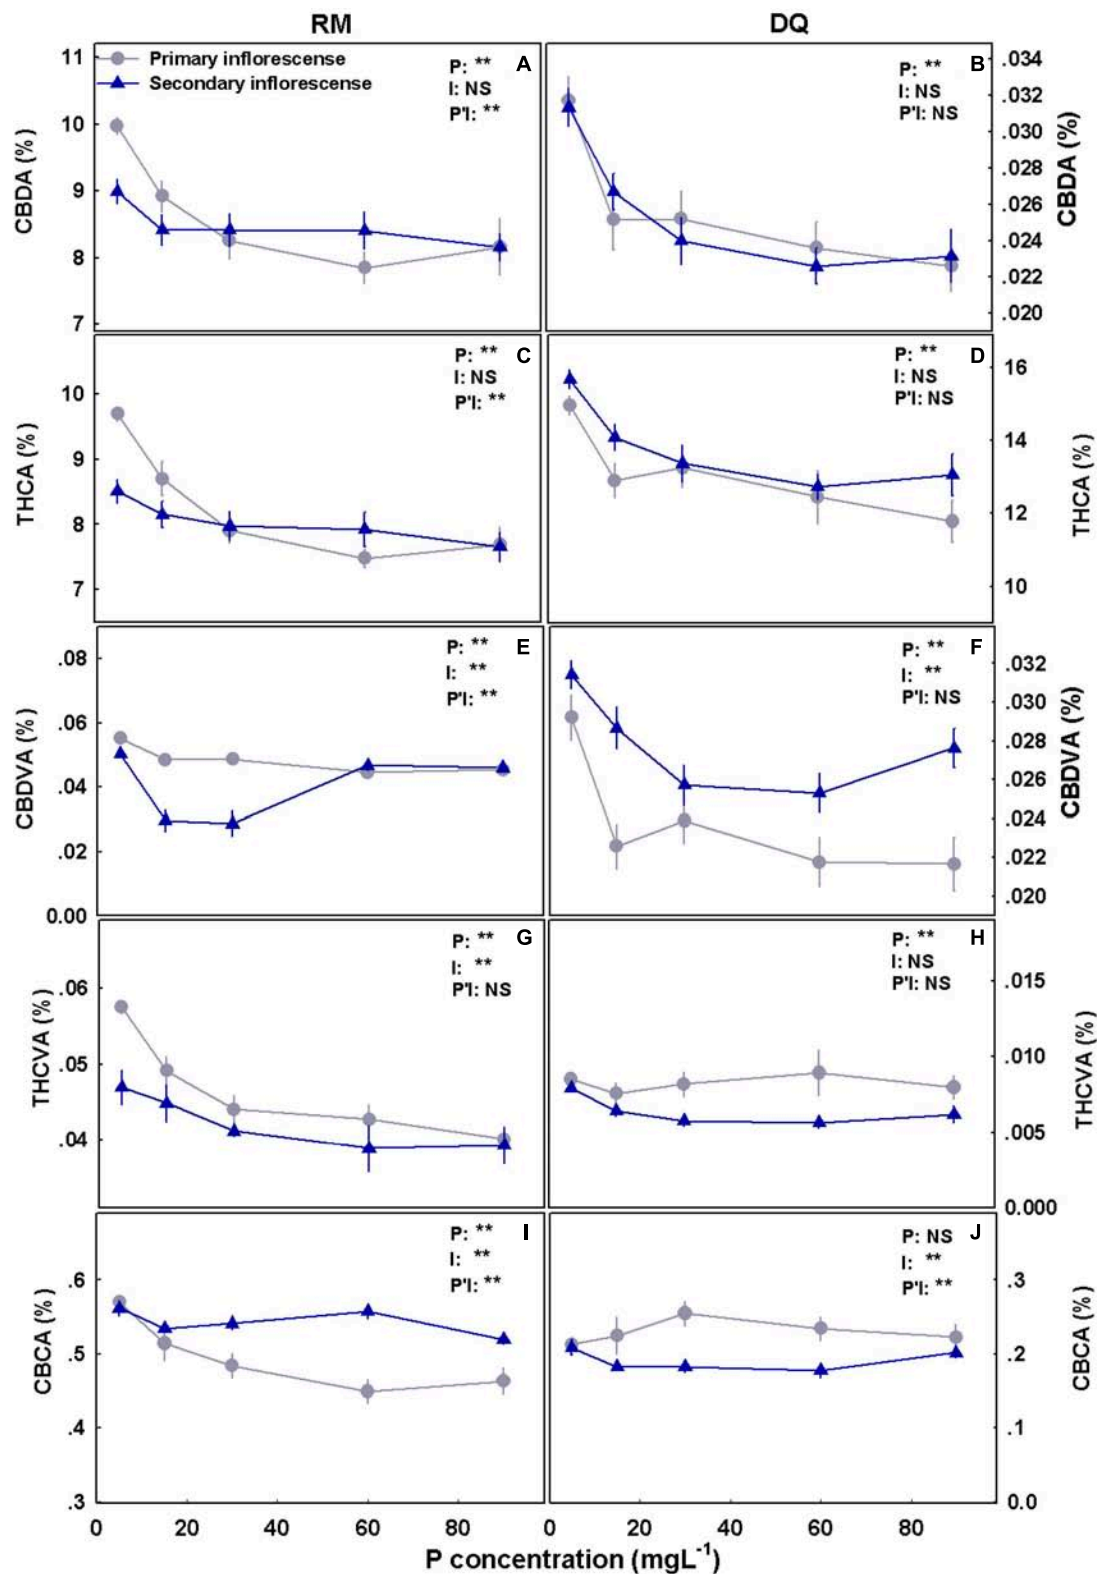 RM
DQ
Primary inflorescense
Secondary inflorescense
A
P: **
I: NS
P'I: **
CBDA (%)
11
10
9
8
7
B
P: **
I: NS
P'I: NS
CBDA (%)
.034
.032
.030
.028
.026
.024
.022
.020
C
P: **
I: NS
P'I: **
THCA (%)
10
9
8
7
D
P: **
I: NS
P'I: NS
THCA (%)
16
14
12
10
E
P: **
I: **
P'I: **
CBDVA (%)
.08
.06
.04
.02
0.00
F
P: **
I: **
P'I: NS
CBDVA (%)
.032
.030
.028
.026
.024
.022
.020
G
P: **
I: **
P'I: NS
THCVA (%)
.06
.05
.04
H
P: **
I: NS
P'I: NS
THCVA (%)
.015
.010
.005
0.000
I
P: **
I: **
P'I: **
CBCA (%)
.6
.5
.4
.3
J
P: NS
I: **
P'I: **
CBCA (%)
.3
.2
.1
0.0
0 20 40 60 80
0 20 40 60 80
P concentration (mgL⁻¹)